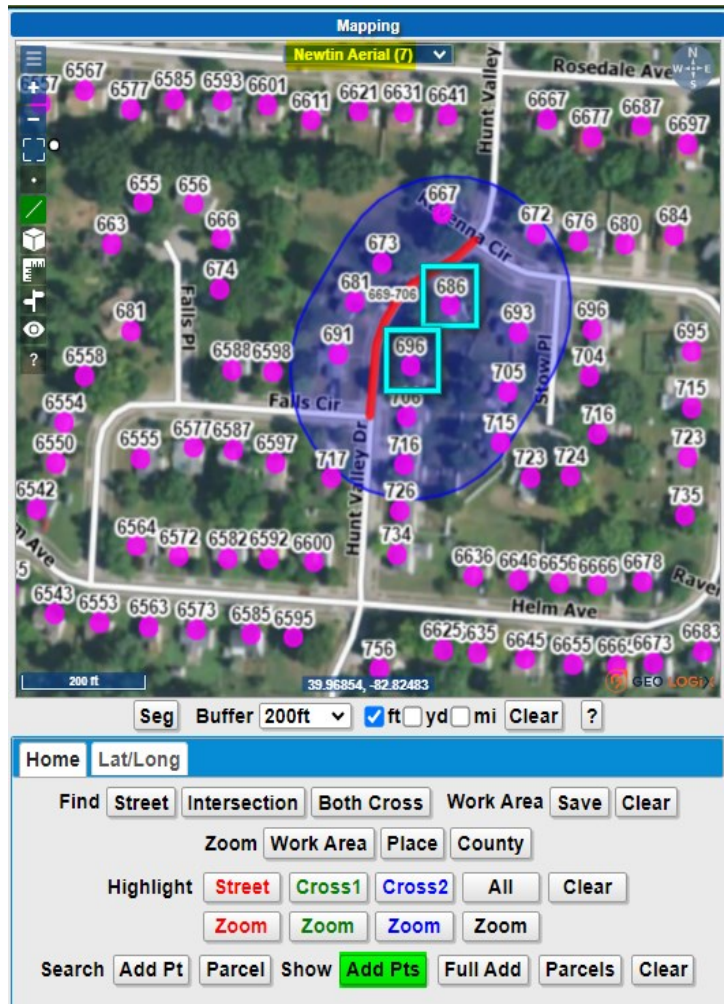 Mapping
Newtin Aerial (7)
N
W E
S
Rosedale Ave
6557 6567 6577 6585 6593 6601 6611 6621 6631 6641 6667 6677 6687 6697
Hunt Valley
655 656 667
663 666 673 672 676 680 684
674 681 669-706 686
Falls Pl
681 691 696 693 696 695
6558 6588 6598 705 704 715
Stow Pl
Falls Cir
6554 706
6550 6555 6577 6587 6597 717 716 715 716 723
723 724
Hunt Valley Dr
6542 726 735
6564 6572 6582 6592 6600 734
6636 6646 6656 6666 6678
Helm Ave
6543 6553 6563 6573 6585 6595
756 6625 6645 6655 6673 6683
200 ft
39.96854, -82.82483
GEO LOGiX
Seg Buffer 200ft ft yd mi Clear ?
Home Lat/Long
Find Street Intersection Both Cross Work Area Save Clear
Zoom Work Area Place County
Highlight Street Cross1 Cross2 All Clear
Zoom Zoom Zoom Zoom
Search Add Pt Parcel Show Add Pts Full Add Parcels Clear